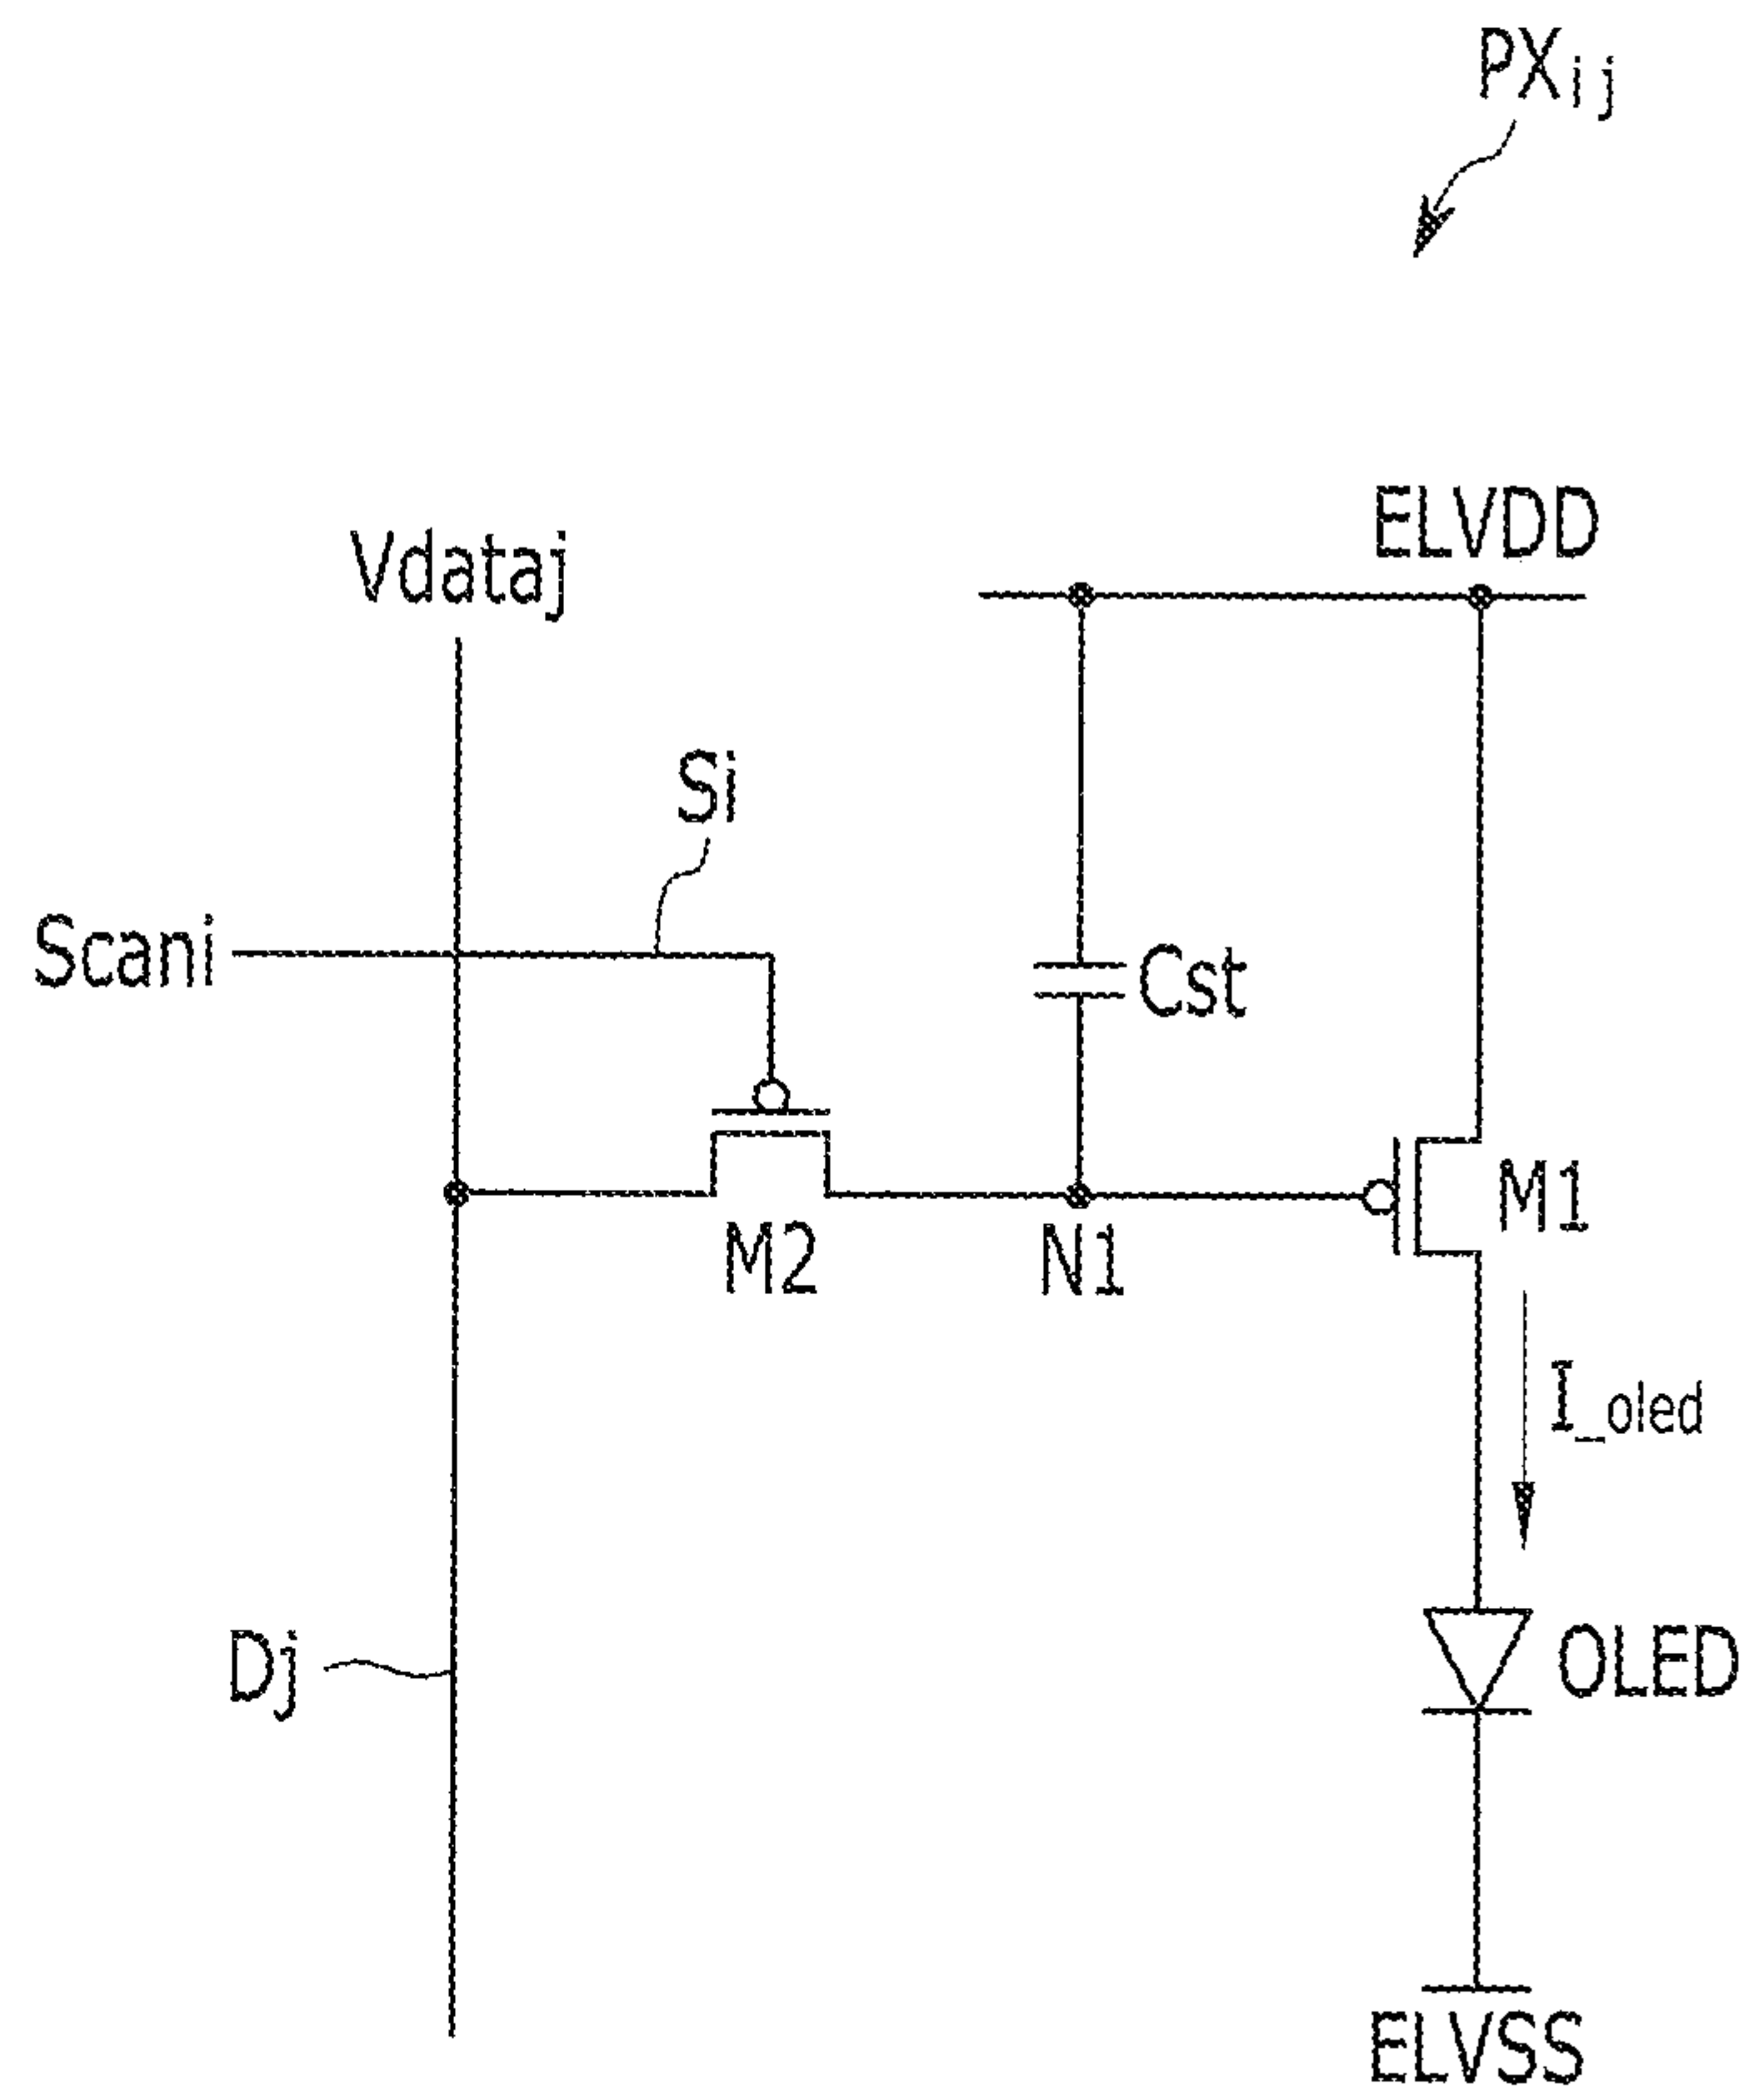 PXij
ELVDD
Vdataj
Si
Scani
Cst
M1
M2
N1
I_oled
Dj
OLED
ELVSS